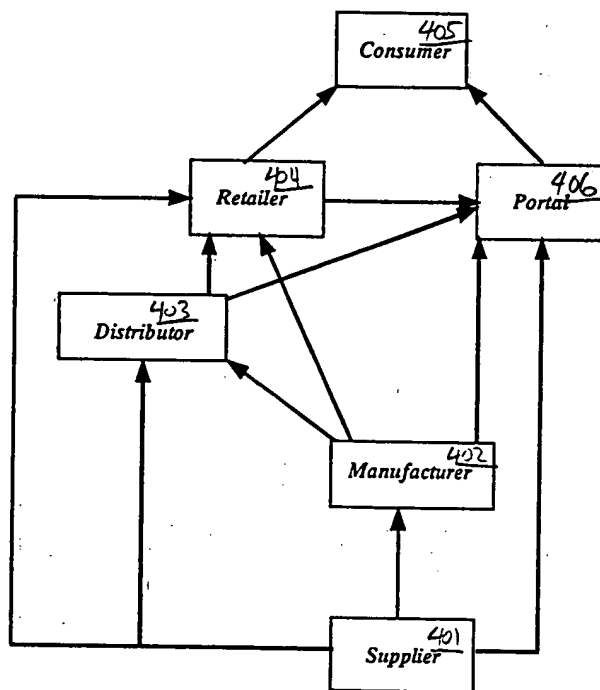 405
Consumer
404
Retailer
406
Portal
403
Distributor
402
Manufacturer
401
Supplier